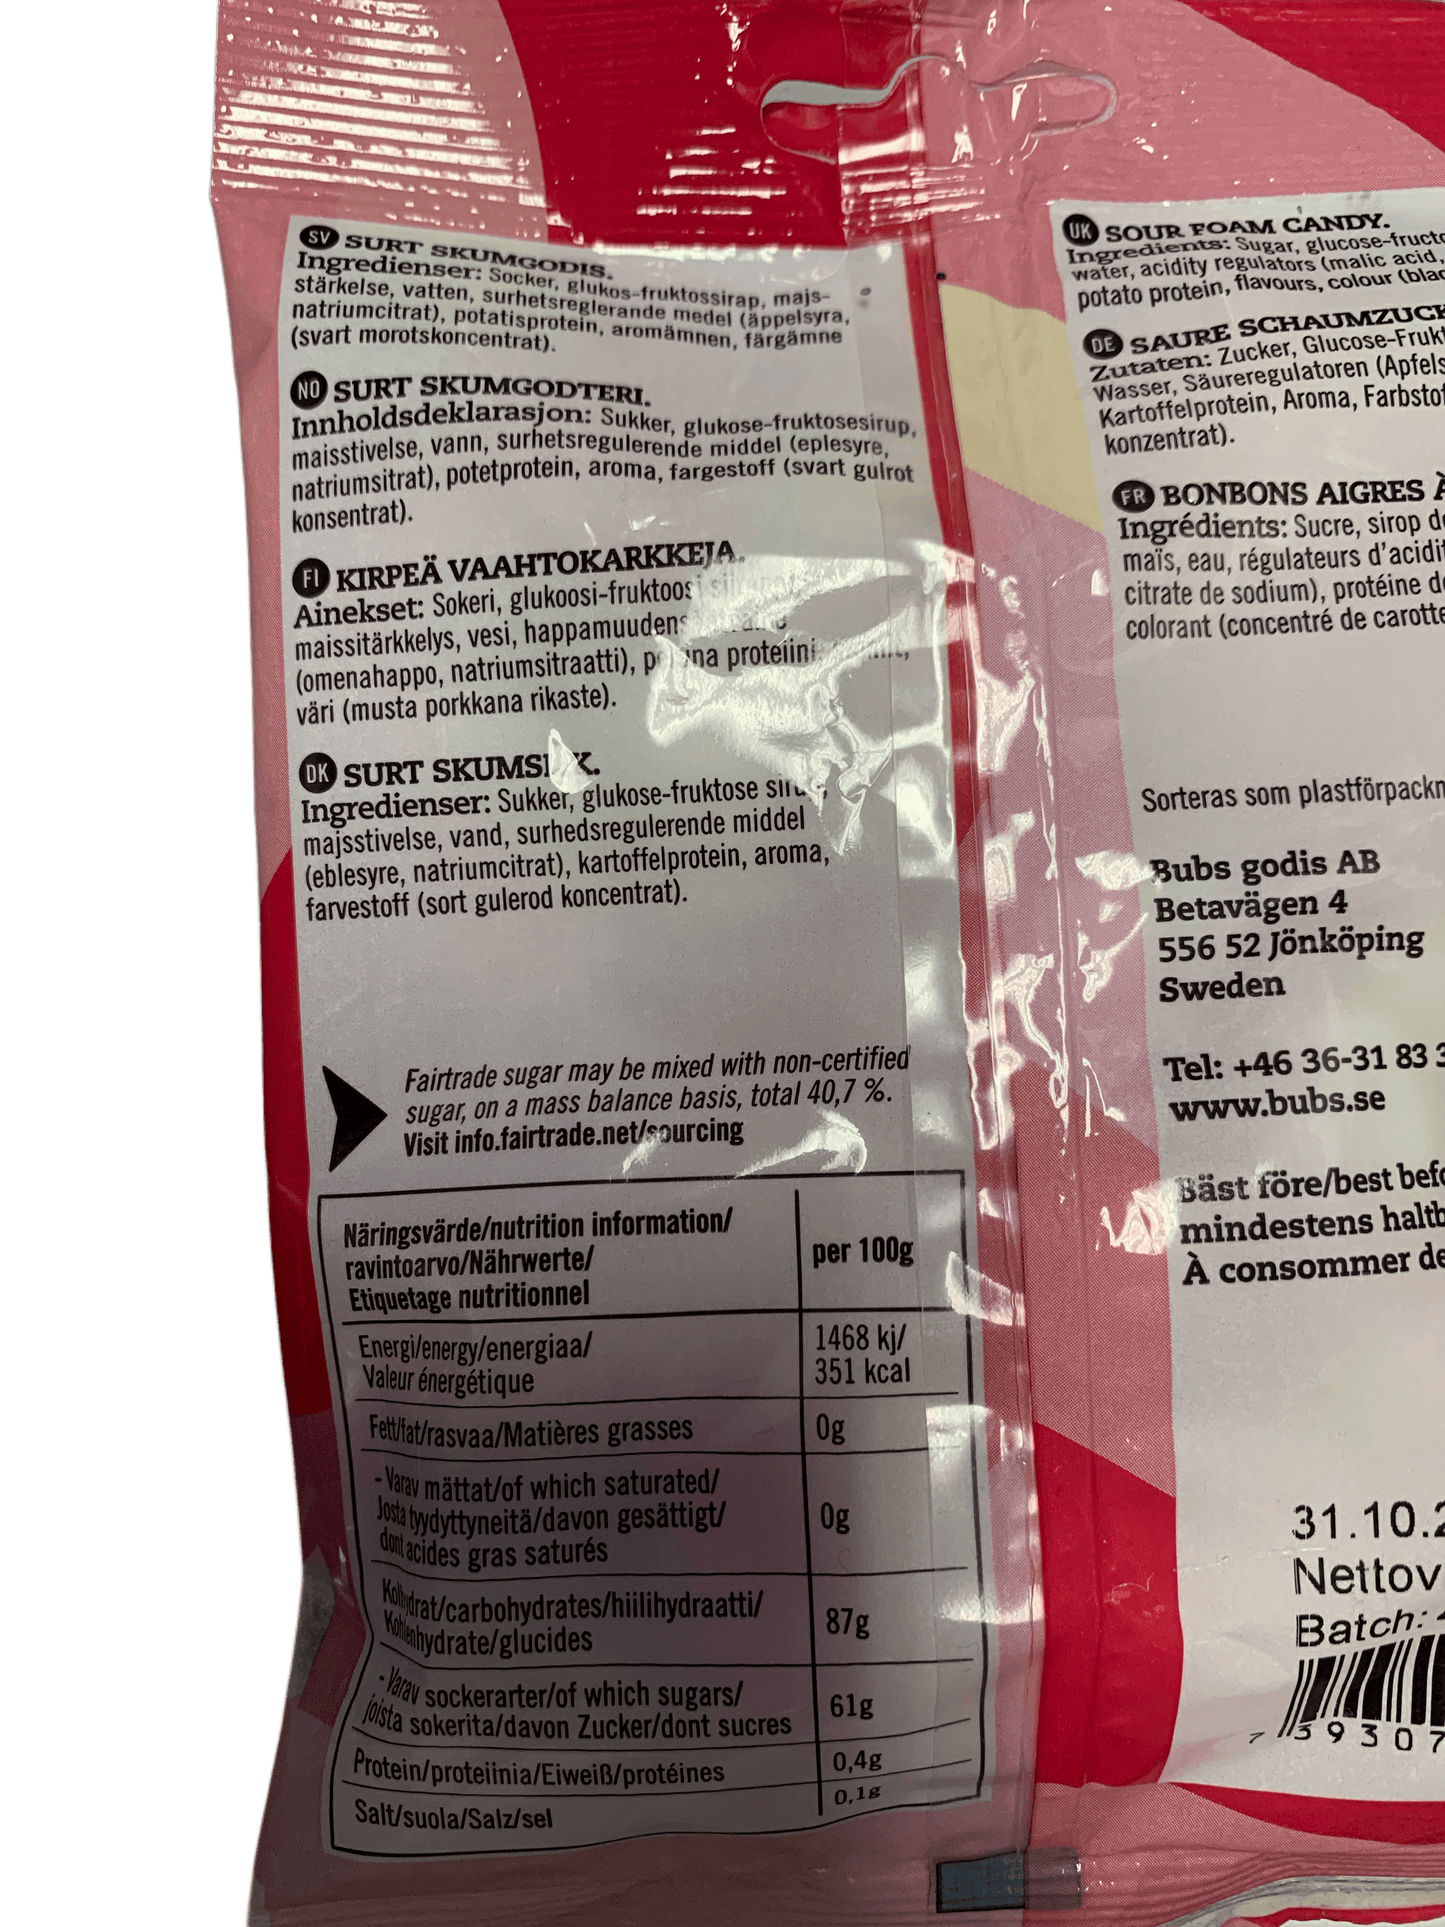 SV SURT SKUMGODIS.
Ingredienser: Socker, glukos-fruktossirap, majs-
stärkelse, vatten, surhetsreglerande medel (äppelsyra,
natriumcitrat), potatisprotein, aromämnen, färgämne
(svart morotskoncentrat).
NO SURT SKUMGODTERI.
Innholdsdeklarasjon: Sukker, glukose-fruktosesirup,
maisstivelse, vann, surhetsregulerende middel (eplesyre,
natriumsitrat), potetprotein, aroma, fargestoff (svart gulrot
konsentrat).
FI KIRPEÄ VAAHTOKARKKEJA.
Ainekset: Sokeri, glukoosi-fruktoosi
maissitärkkelys, vesi,
(omenahappo, natriumsitraatti), proteiini
väri (musta porkkana rikaste).
DK SURT
Ingredienser: Sukker, glukose-fruktose
majsstivelse, vand, surhedsregulerende middel
(eblesyre, natriumcitrat), kartoffelprotein, aroma,
farvestoff (sort gulerod koncentrat).
Fairtrade sugar may be mixed with non-certified
sugar, on a mass balance basis, total 40,7 %.
Visit info.fairtrade.net/sourcing
Näringsvärde/nutrition information/
ravintoarvo/Nährwerte/
Etiquetage nutritionnel
per 100g
Energi/energy/energiaa/
Valeur énergétique
1468 kj/
351 kcal
Fett/fat/rasvaa/Matières grasses
0g
- Varav mättat/of which saturated/
Josta tyydyttyneitä/davon gesättigt/
dont acides gras saturés
0g
Kolhydrat/carbohydrates/hiilihydraatti/
Kohlenhydrate/glucides
87g
- Varav sockerarter/of which sugars/
joista sokerita/davon Zucker/dont sucres
61g
Protein/proteiinia/Eiweiß/protéines
0,4g
Salt/suola/Salz/sel
0,1g
UK SOUR FOAM CANDY.
Ingredients: Sugar, glucose-fructo
water, acidity regulators (malic acid,
potato protein, flavours, colour (blac
DE SAURE SCHAUMZUCK
Zutaten: Zucker, Glucose-Frukt
Wasser, Säureregulatoren (Apfels
Kartoffelprotein, Aroma, Farbstof
konzentrat).
FR BONBONS AIGRES À
Ingrédients: Sucre, sirop de
maïs, eau, régulateurs d'acidit
citrate de sodium), protéine de
colorant (concentré de carotte
Sorteras som plastförpackn
Bubs godis AB
Betavägen 4
556 52 Jönköping
Sweden
Tel: +46 36-31 83 3
www.bubs.se
Bäst före/best befo
mindestens haltb
À consommer de
31.10.2
Nettov
Batch:
7 39307